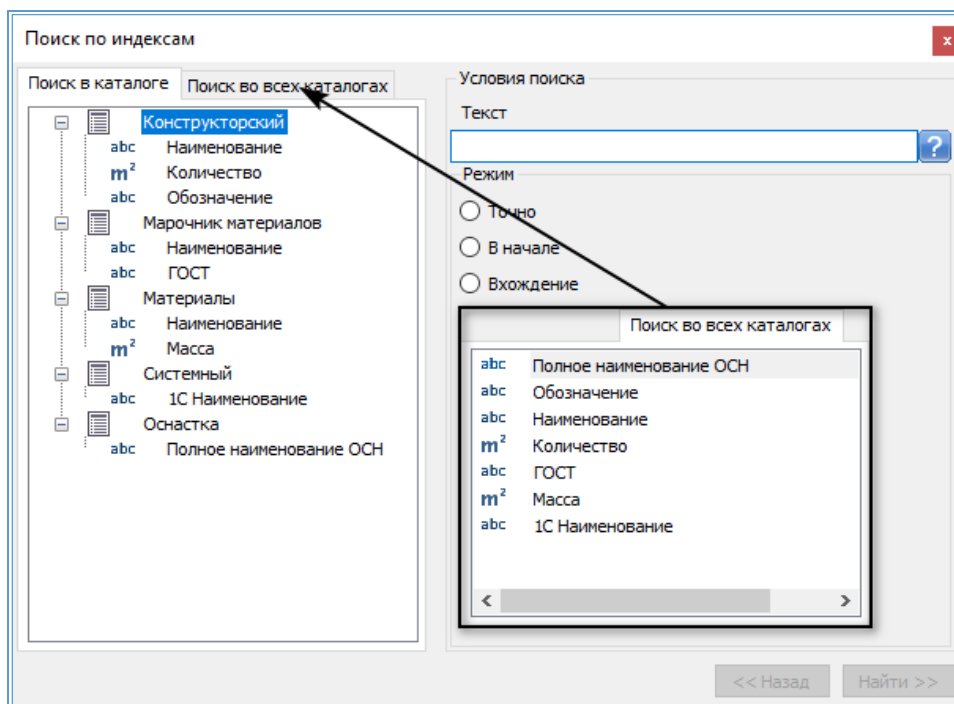 Поиск по индексам
x
Поиск в каталоге
Поиск во всех каталогах
Конструкторский
abc Наименование
m² Количество
abc Обозначение
Марочник материалов
abc Наименование
abc ГОСТ
Материалы
abc Наименование
m² Масса
Системный
abc 1С Наименование
Оснастка
abc Полное наименование ОСН
Условия поиска
Текст
?
Режим
Точно
В начале
Вхождение
Поиск во всех каталогах
abc Полное наименование ОСН
abc Обозначение
abc Наименование
m² Количество
abc ГОСТ
m² Масса
abc 1С Наименование
<< Назад
Найти >>